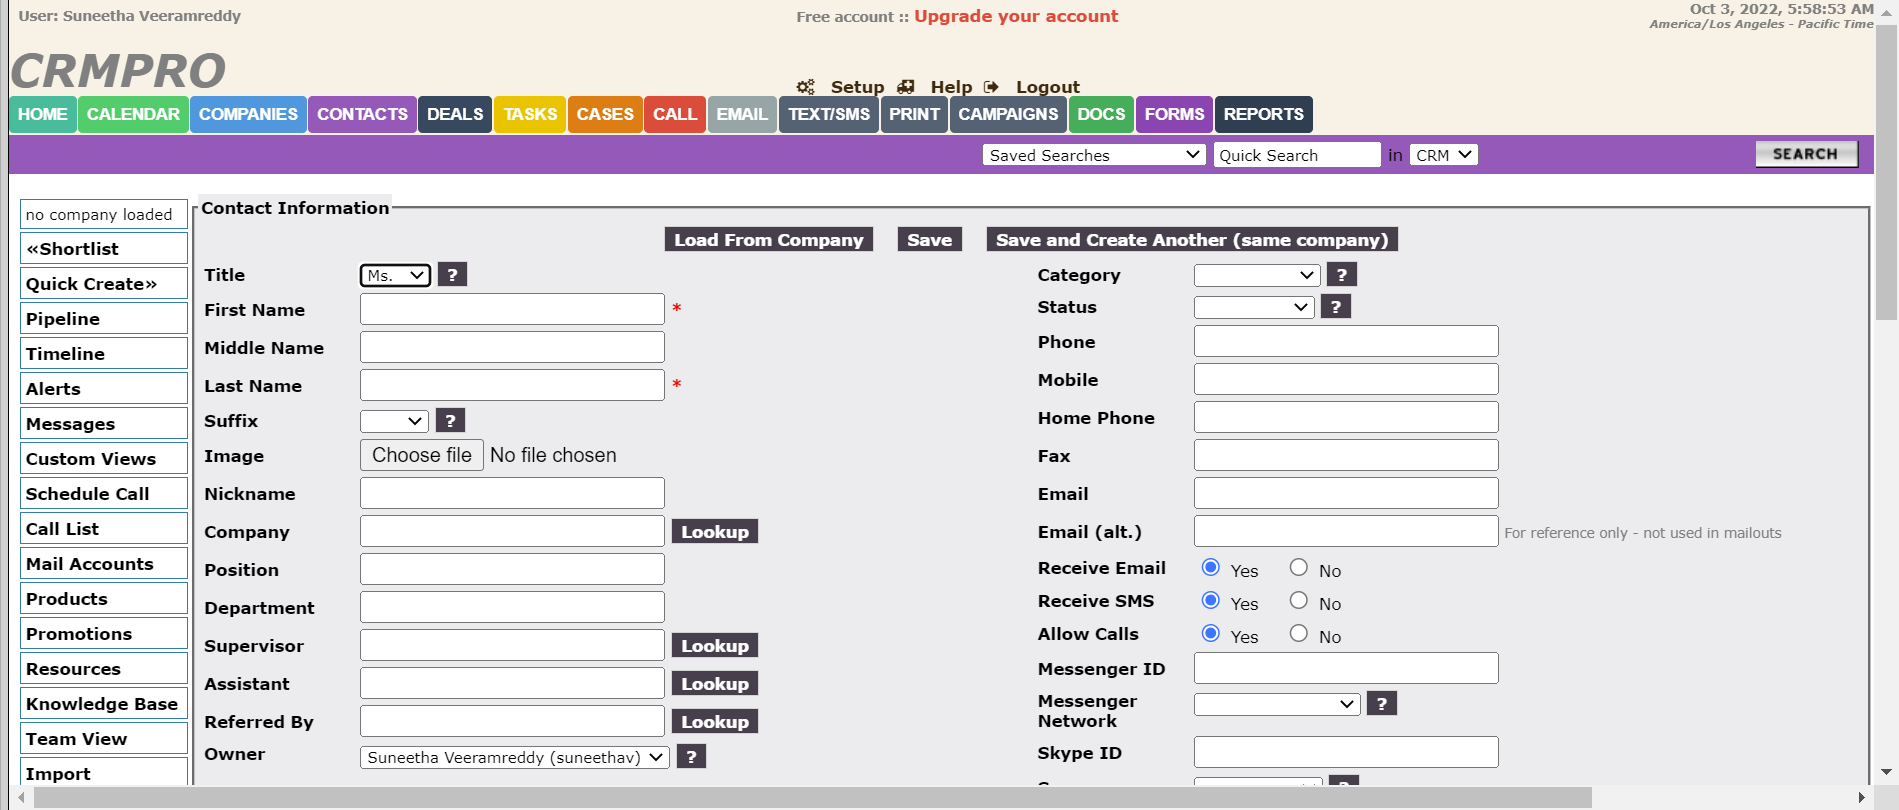 User: Suneetha Veeramreddy
Free account :: Upgrade your account
Oct 3, 2022, 5:58:53 AM
America/Los Angeles - Pacific Time
CRMPRO
Setup Help Logout
HOME CALENDAR COMPANIES CONTACTS DEALS TASKS CASES CALL EMAIL TEXT/SMS PRINT CAMPAIGNS DOCS FORMS REPORTS
Saved Searches Quick Search in CRM SEARCH
no company loaded
«Shortlist
Quick Create»
Pipeline
Timeline
Alerts
Messages
Custom Views
Schedule Call
Call List
Mail Accounts
Products
Promotions
Resources
Knowledge Base
Team View
Import
Contact Information
Load From Company Save Save and Create Another (same company)
Title Ms. ?
First Name *
Middle Name
Last Name *
Suffix ?
Image Choose file No file chosen
Nickname
Company Lookup
Position
Department
Supervisor Lookup
Assistant Lookup
Referred By Lookup
Owner Suneetha Veeramreddy (suneethav) ?
Category ?
Status ?
Phone
Mobile
Home Phone
Fax
Email
Email (alt.) For reference only - not used in mailouts
Receive Email Yes No
Receive SMS Yes No
Allow Calls Yes No
Messenger ID
Messenger
Network ?
Skype ID